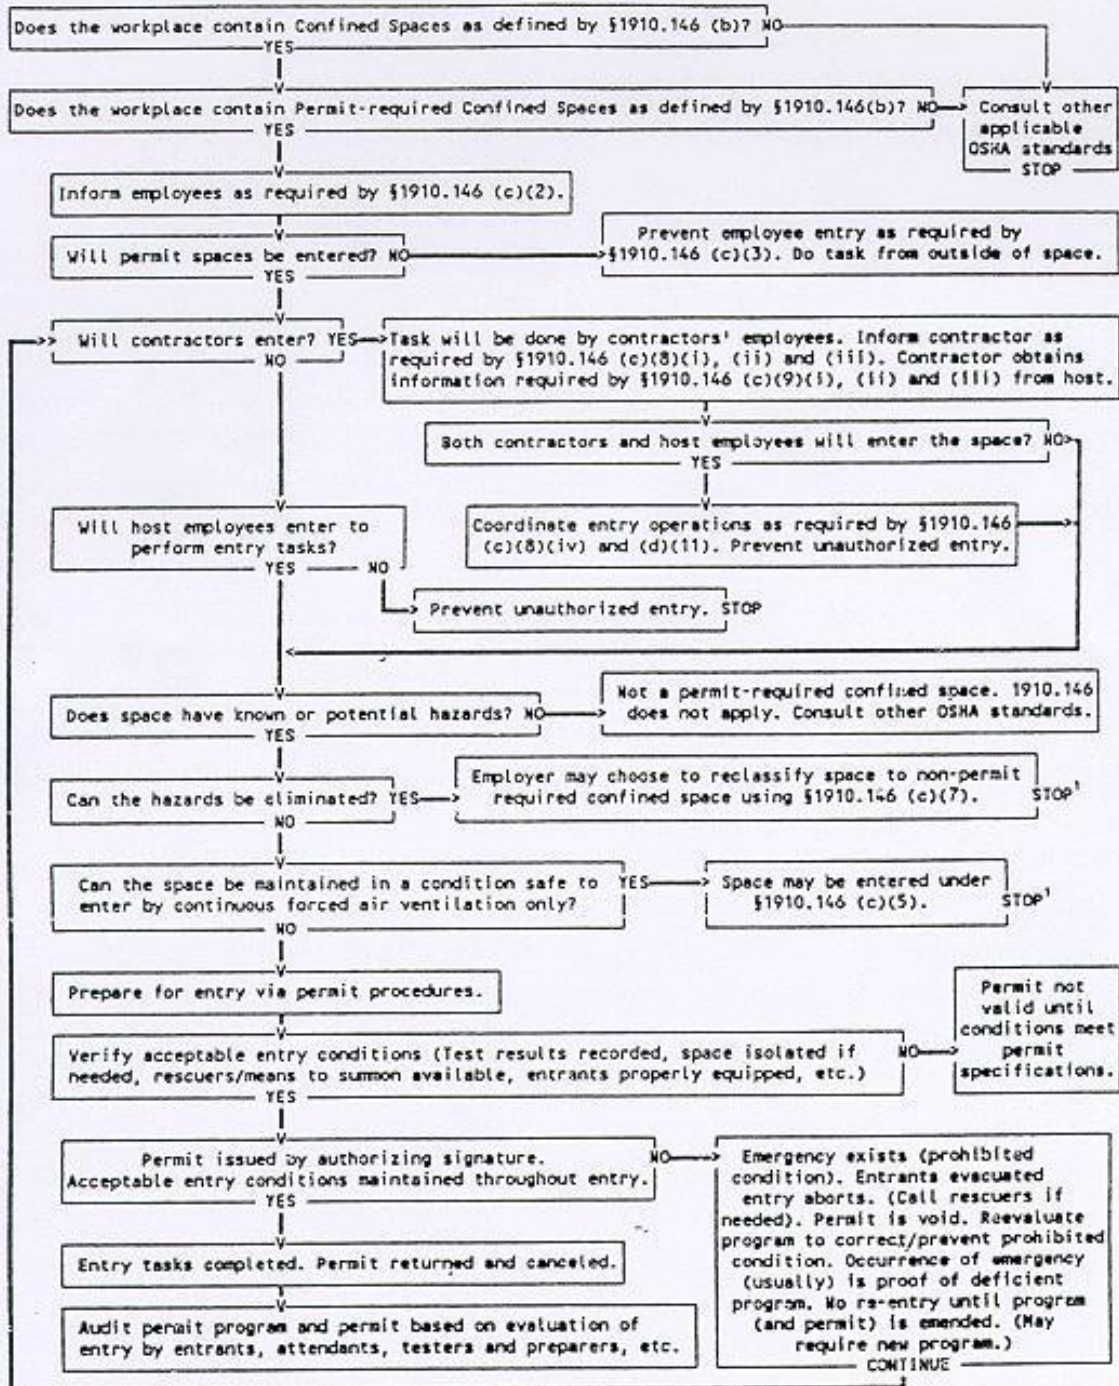 Does the workplace contain Confined Spaces as defined by §1910.146 (b)? NO
YES
Does the workplace contain Permit-required Confined Spaces as defined by §1910.146(b)? NO
YES
Consult other
applicable
OSHA standards
STOP
Inform employees as required by §1910.146 (c)(2).
Will permit spaces be entered? NO
YES
Prevent employee entry as required by
§1910.146 (c)(3). Do task from outside of space.
Will contractors enter? YES
NO
Task will be done by contractors' employees. Inform contractor as
required by §1910.146 (c)(8)(i), (ii) and (iii). Contractor obtains
information required by §1910.146 (c)(9)(i), (ii) and (iii) from host.
Both contractors and host employees will enter the space? NO
YES
Will host employees enter to
perform entry tasks?
YES NO
Coordinate entry operations as required by §1910.146
(c)(8)(iv) and (d)(11). Prevent unauthorized entry.
Prevent unauthorized entry. STOP
Does space have known or potential hazards? NO
YES
Not a permit-required confined space. 1910.146
does not apply. Consult other OSHA standards.
Can the hazards be eliminated? YES
NO
Employer may choose to reclassify space to non-permit
required confined space using §1910.146 (c)(7). STOP¹
Can the space be maintained in a condition safe to YES
enter by continuous forced air ventilation only?
NO
Space may be entered under
§1910.146 (c)(5). STOP¹
Prepare for entry via permit procedures.
Verify acceptable entry conditions (Test results recorded, space isolated if NO
needed, rescuers/means to summon available, entrants properly equipped, etc.)
YES
Permit not
valid until
conditions meet
permit
specifications.
Permit issued by authorizing signature. NO
Acceptable entry conditions maintained throughout entry.
YES
Emergency exists (prohibited
condition). Entrants evacuated
entry aborts. (Call rescuers if
needed). Permit is void. Reevaluate
program to correct/prevent prohibited
condition. Occurrence of emergency
(usually) is proof of deficient
program. No re-entry until program
(and permit) is amended. (May
require new program.)
CONTINUE
Entry tasks completed. Permit returned and canceled.
Audit permit program and permit based on evaluation of
entry by entrants, attendants, testers and preparers, etc.